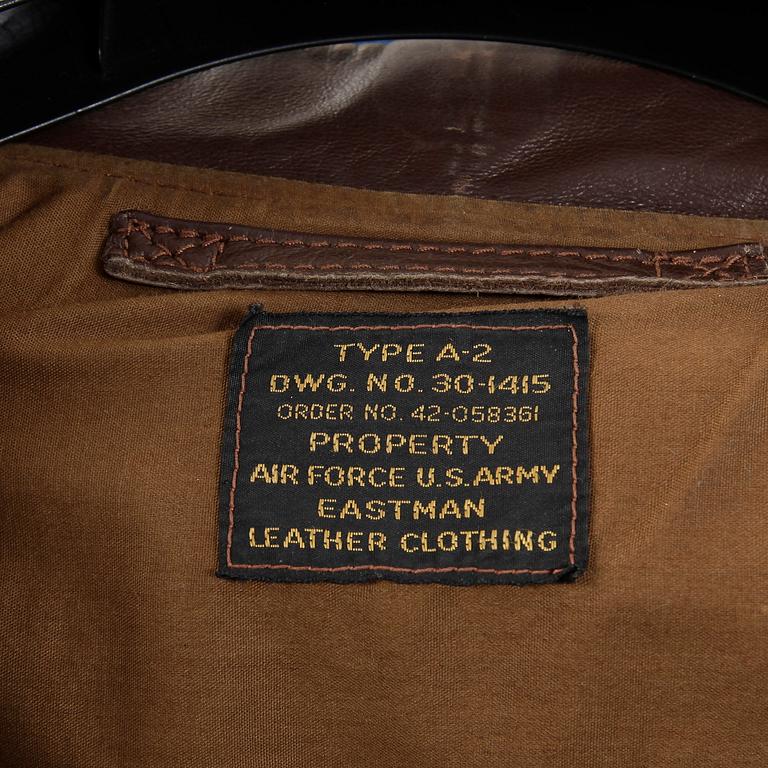 TYPE A-2
DWG. NO. 30-1415
ORDER NO. 42-058361
PROPERTY
AIR FORCE U.S. ARMY
EASTMAN
LEATHER CLOTHING